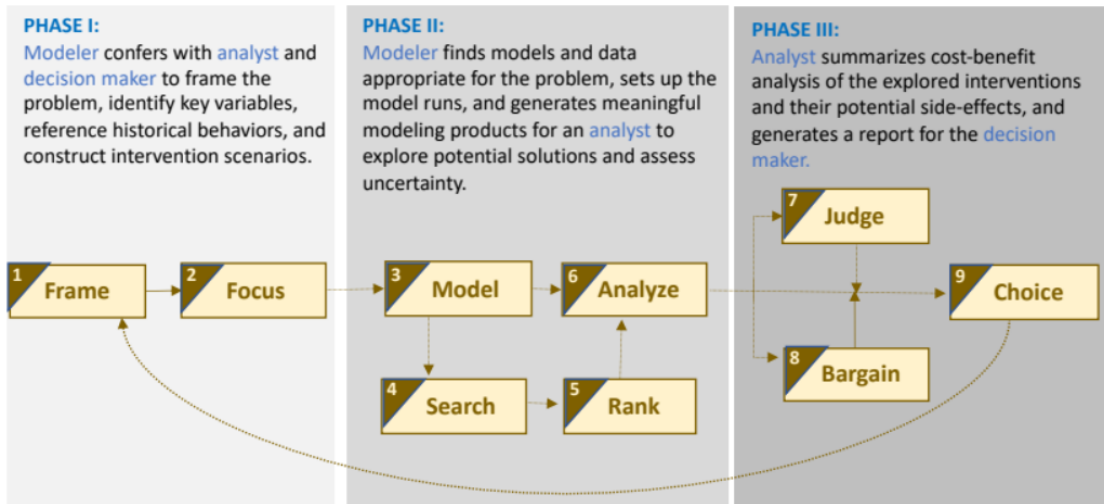 PHASE I:
Modeler confers with analyst and
decision maker to frame the
problem, identify key variables,
reference historical behaviors, and
construct intervention scenarios.
PHASE II:
Modeler finds models and data
appropriate for the problem, sets up the
model runs, and generates meaningful
modeling products for an analyst to
explore potential solutions and assess
uncertainty.
PHASE III:
Analyst summarizes cost-benefit
analysis of the explored interventions
and their potential side-effects, and
generates a report for the decision
maker.
1
Frame
2
Focus
3
Model
4
Search
5
Rank
6
Analyze
7
Judge
8
Bargain
9
Choice